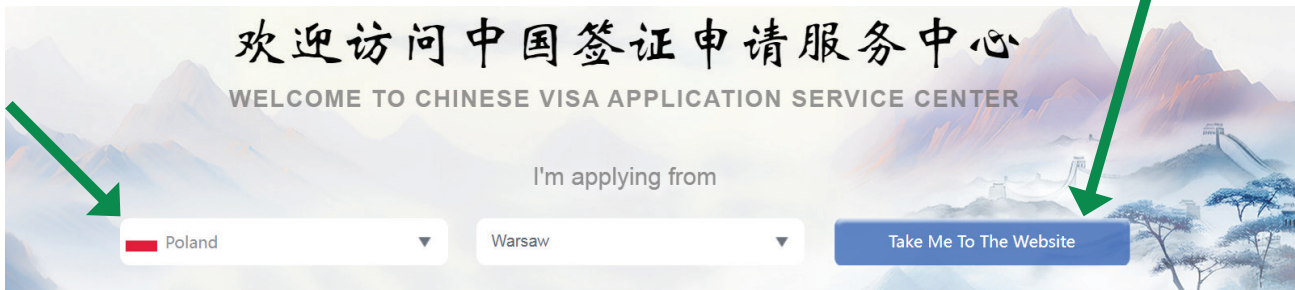 欢迎访问中国签证申请服务中心
WELCOME TO CHINESE VISA APPLICATION SERVICE CENTER
I'm applying from
Poland
Warsaw
Take Me To The Website